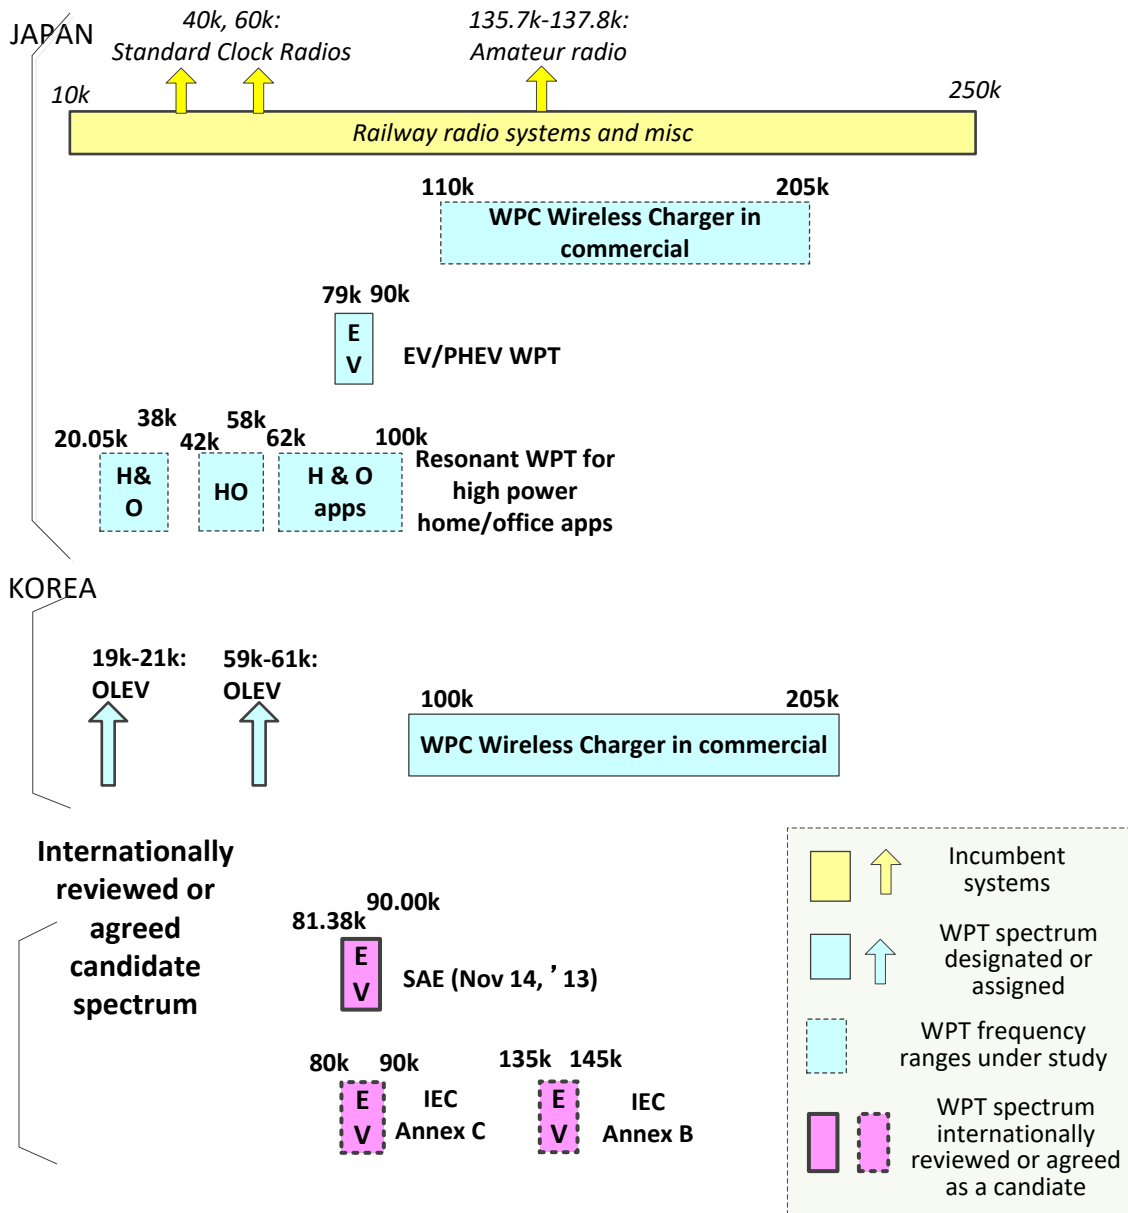 JAPAN
40k, 60k:
Standard Clock Radios
135.7k-137.8k:
Amateur radio
10k
250k
Railway radio systems and misc
110k
205k
WPC Wireless Charger in
commercial
79k 90k
E
V
EV/PHEV WPT
20.05k
38k
42k
58k
62k
100k
H&
O
HO
H & O
apps
Resonant WPT for
high power
home/office apps
KOREA
19k-21k:
OLEV
59k-61k:
OLEV
100k
205k
WPC Wireless Charger in commercial
Internationally
reviewed or
agreed
candidate
spectrum
81.38k
90.00k
E
V
SAE (Nov 14, ’13)
80k
90k
E
V
IEC
Annex C
135k
145k
E
V
IEC
Annex B
Incumbent
systems
WPT spectrum
designated or
assigned
WPT frequency
ranges under study
WPT spectrum
internationally
reviewed or agreed
as a candiate